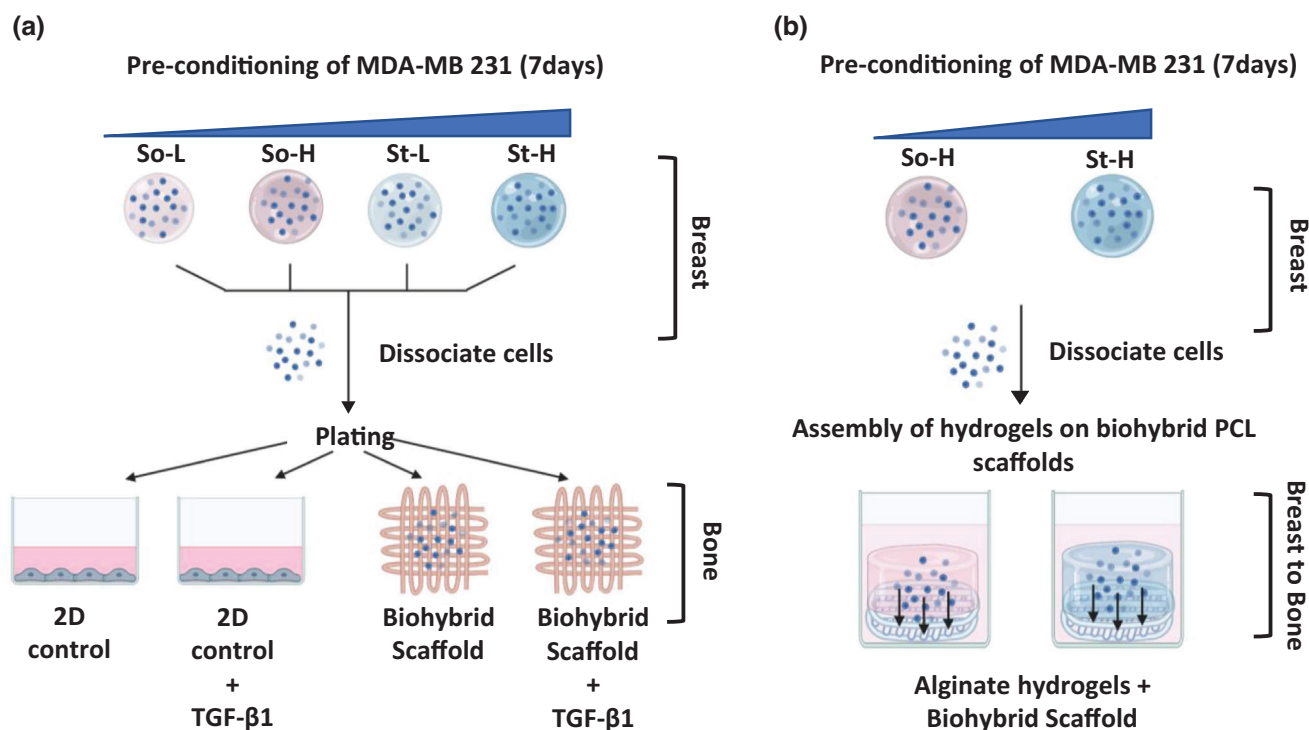 (a)
Pre-conditioning of MDA-MB 231 (7days)
So-L
So-H
St-L
St-H
Breast
Dissociate cells
Plating
Bone
2D
control
2D
control
+
TGF-β1
Biohybrid
Scaffold
Biohybrid
Scaffold
+
TGF-β1
(b)
Pre-conditioning of MDA-MB 231 (7days)
So-H
St-H
Breast
Dissociate cells
Assembly of hydrogels on biohybrid PCL
scaffolds
Breast to Bone
Alginate hydrogels +
Biohybrid Scaffold